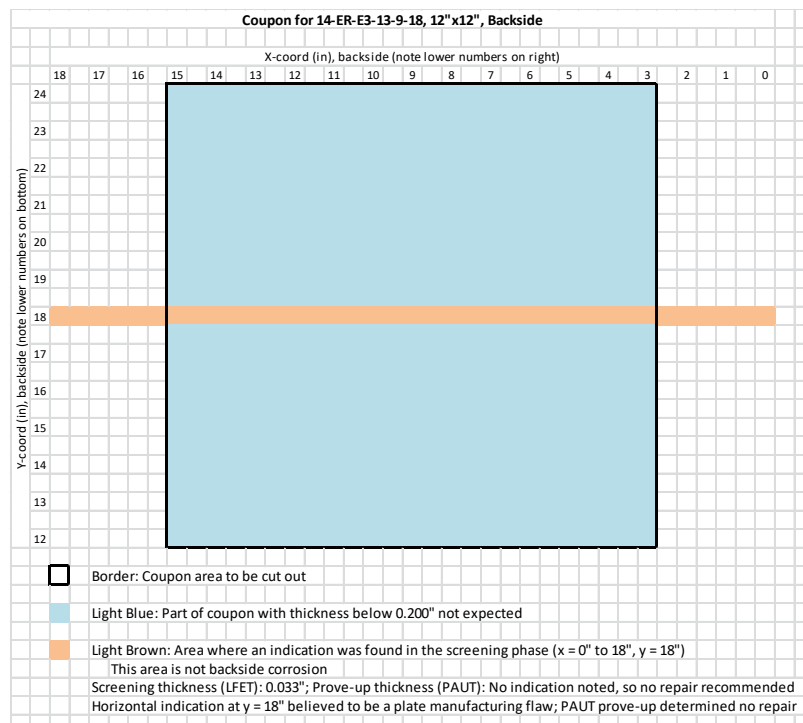 Coupon for 14-ER-E3-13-9-18, 12"x12", Backside
X-coord (in), backside (note lower numbers on right)
18 17 16 15 14 13 12 11 10 9 8 7 6 5 4 3 2 1 0
Y-coord (in), backside (note lower numbers on bottom)
24
23
22
21
20
19
18
17
16
15
14
13
12
Border: Coupon area to be cut out
Light Blue: Part of coupon with thickness below 0.200" not expected
Light Brown: Area where an indication was found in the screening phase (x = 0" to 18", y = 18")
This area is not backside corrosion
Screening thickness (LFET): 0.033"; Prove-up thickness (PAUT): No indication noted, so no repair recommended
Horizontal indication at y = 18" believed to be a plate manufacturing flaw; PAUT prove-up determined no repair